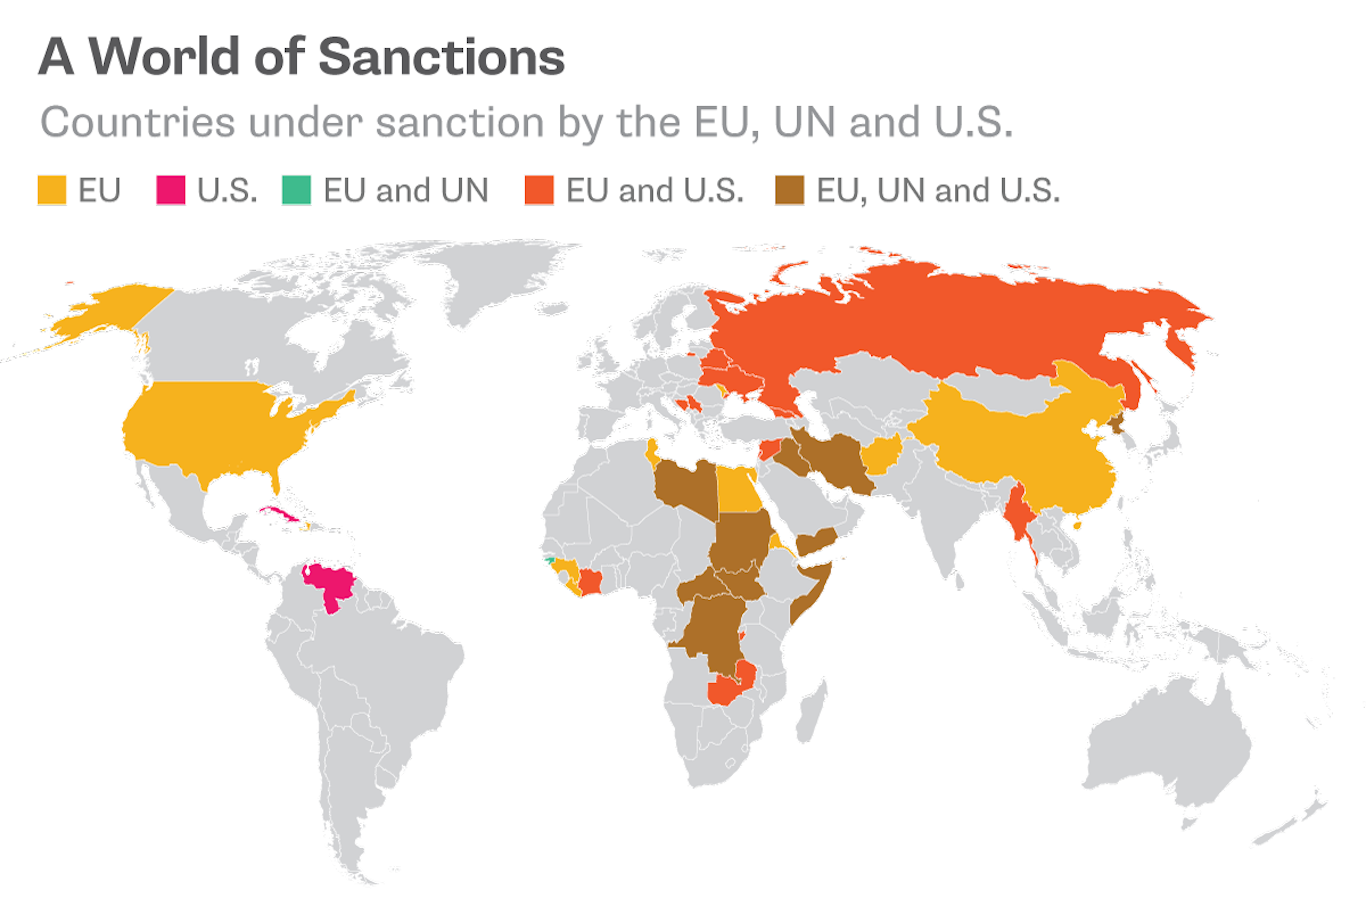 A World of Sanctions
Countries under sanction by the EU, UN and U.S.
EU U.S. EU and UN EU and U.S. EU, UN and U.S.